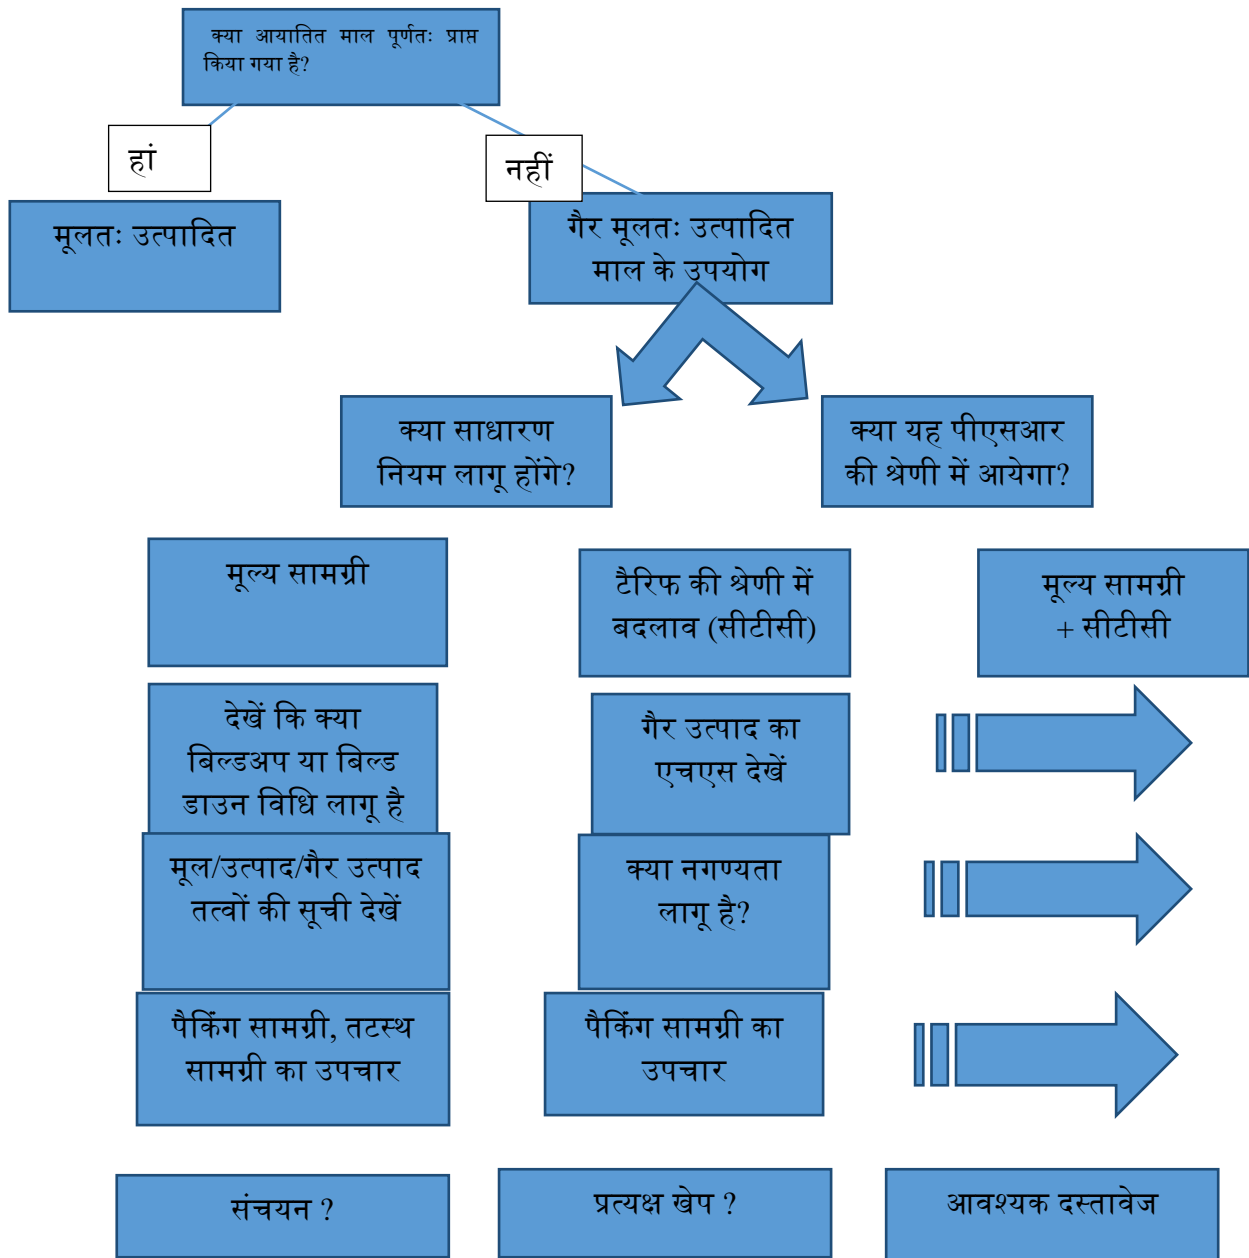 क्या आयातित माल पूर्णतः प्राप्त
किया गया है?
हां
नहीं
मूलतः उत्पादित
गैर मूलतः उत्पादित
माल के उपयोग
क्या साधारण
नियम लागू होंगे?
क्या यह पीएसआर
की श्रेणी में आयेगा?
मूल्य सामग्री
टैरिफ की श्रेणी में
बदलाव (सीटीसी)
मूल्य सामग्री
+ सीटीसी
देखें कि क्या
बिल्डअप या बिल्ड
डाउन विधि लागू है
गैर उत्पाद का
एचएस देखें
मूल/उत्पाद/गैर उत्पाद
तत्वों की सूची देखें
क्या नगण्यता
लागू है?
पैकिंग सामग्री, तटस्थ
सामग्री का उपचार
पैकिंग सामग्री का
उपचार
संचयन ?
प्रत्यक्ष खेप ?
आवश्यक दस्तावेज